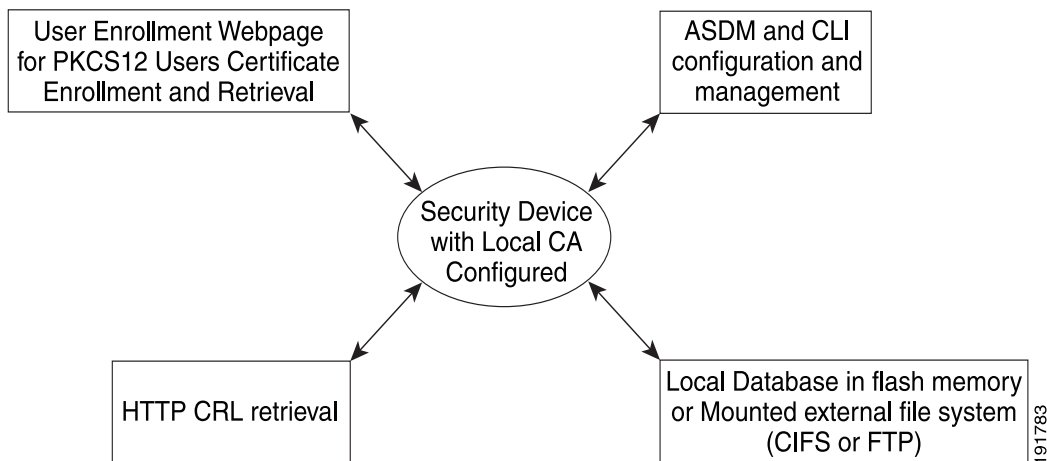 User Enrollment Webpage
for PKCS12 Users Certificate
Enrollment and Retrieval
ASDM and CLI
configuration and
management
Security Device
with Local CA
Configured
HTTP CRL retrieval
Local Database in flash memory
or Mounted external file system
(CIFS or FTP)
191783